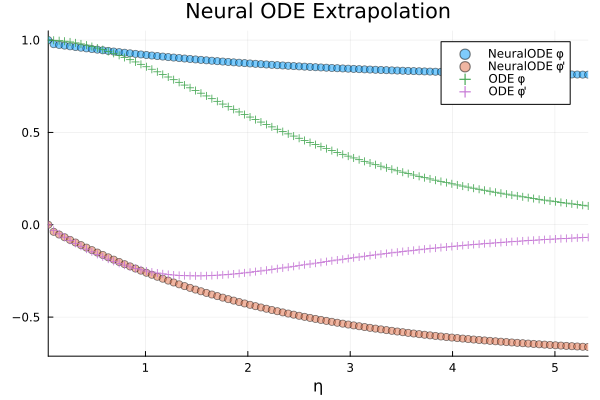 Neural ODE Extrapolation
1.0
0.5
0.0
−0.5
NeuralODE φ
NeuralODE φ'
ODE φ
ODE φ'
1
2
3
4
5
η